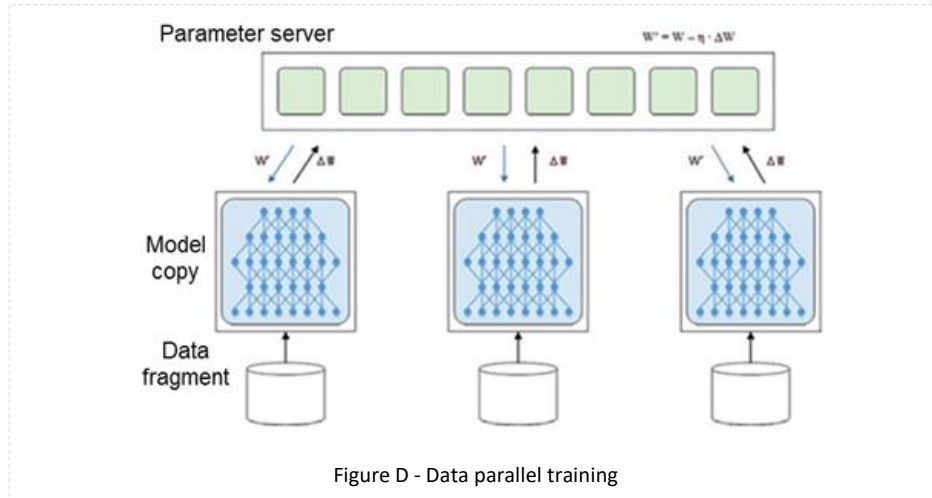 Parameter server
W' = W − η · ΔW
W' ΔW W' ΔW W' ΔW
Model
copy
Data
fragment
Figure D - Data parallel training